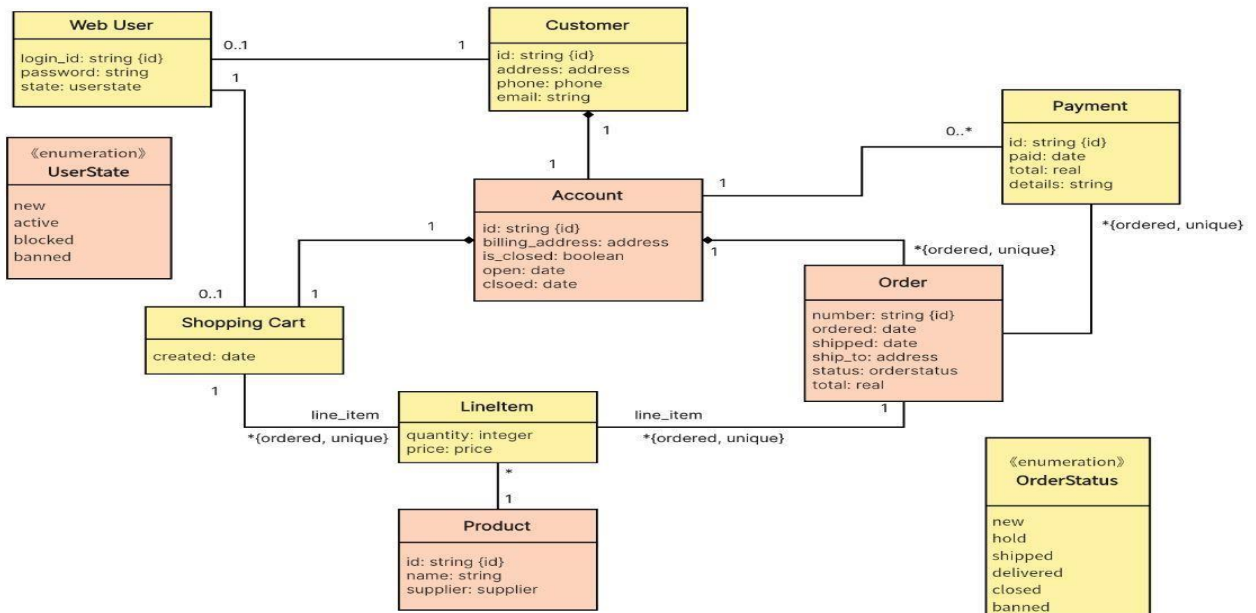 Web User
login_id: string {id}
password: string
state: userstate
0..1
1
1
Customer
id: string {id}
address: address
phone: phone
email: string
1
1
Payment
id: string {id}
paid: date
total: real
details: string
0..*
1
*{ordered, unique}
《enumeration》
UserState
new
active
blocked
banned
Account
id: string {id}
billing_address: address
is_closed: boolean
open: date
clsoed: date
1
1
*{ordered, unique}
Order
number: string {id}
ordered: date
shipped: date
ship_to: address
status: orderstatus
total: real
0..1
1
Shopping Cart
created: date
1
line_item
*{ordered, unique}
LineItem
quantity: integer
price: price
line_item
*{ordered, unique}
1
*
1
Product
id: string {id}
name: string
supplier: supplier
《enumeration》
OrderStatus
new
hold
shipped
delivered
closed
banned